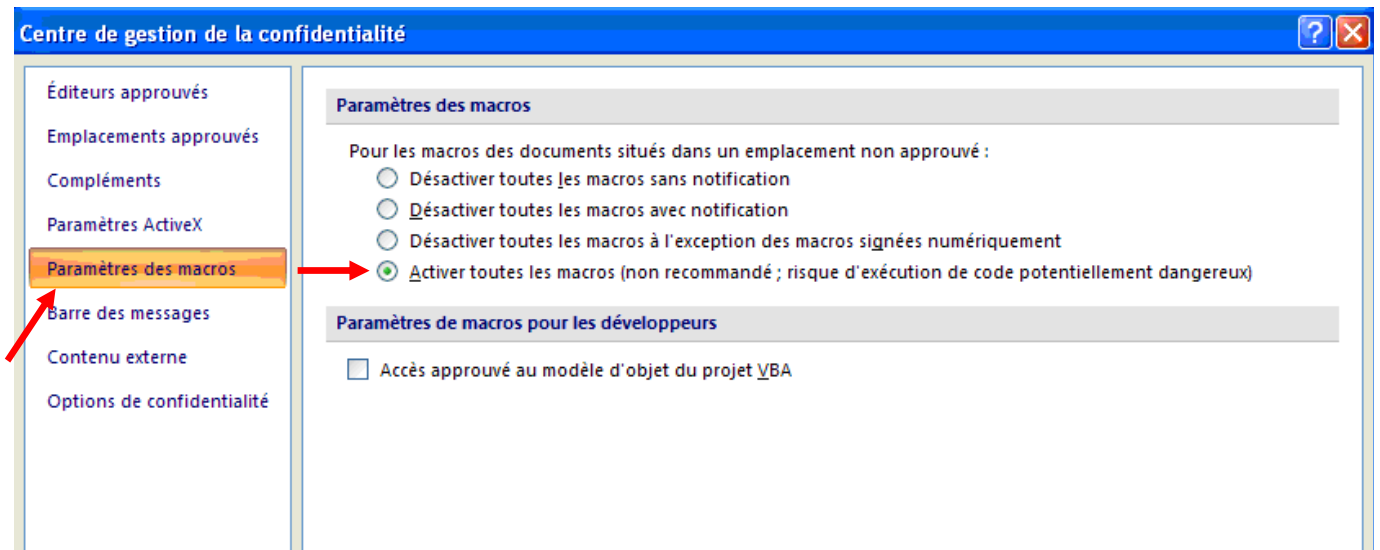 Centre de gestion de la confidentialité
Éditeurs approuvés
Emplacements approuvés
Compléments
Paramètres ActiveX
Paramètres des macros
Barre des messages
Contenu externe
Options de confidentialité
Paramètres des macros
Pour les macros des documents situés dans un emplacement non approuvé :
Désactiver toutes les macros sans notification
Désactiver toutes les macros avec notification
Désactiver toutes les macros à l'exception des macros signées numériquement
Activer toutes les macros (non recommandé ; risque d'exécution de code potentiellement dangereux)
Paramètres de macros pour les développeurs
Accès approuvé au modèle d'objet du projet VBA